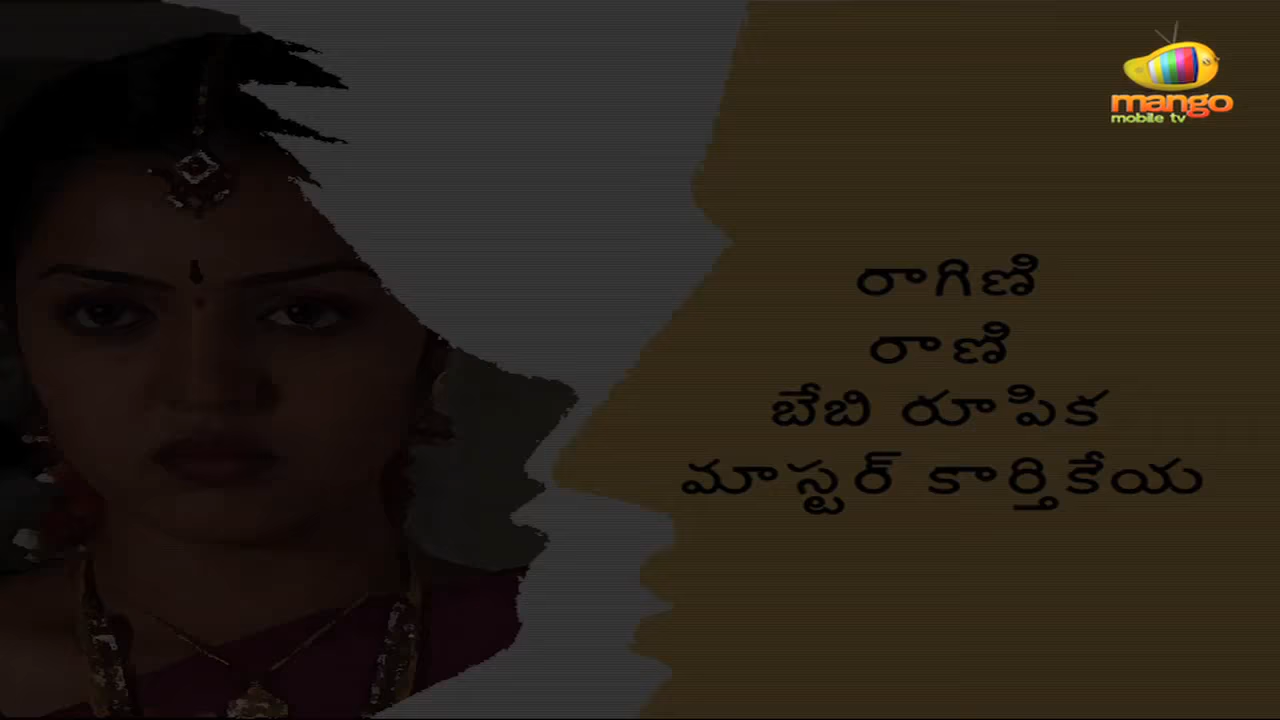 mango
mobile tv
రాగిణి
రాణి
బేబి రూపిక
మాస్టర్ కార్తికేయ